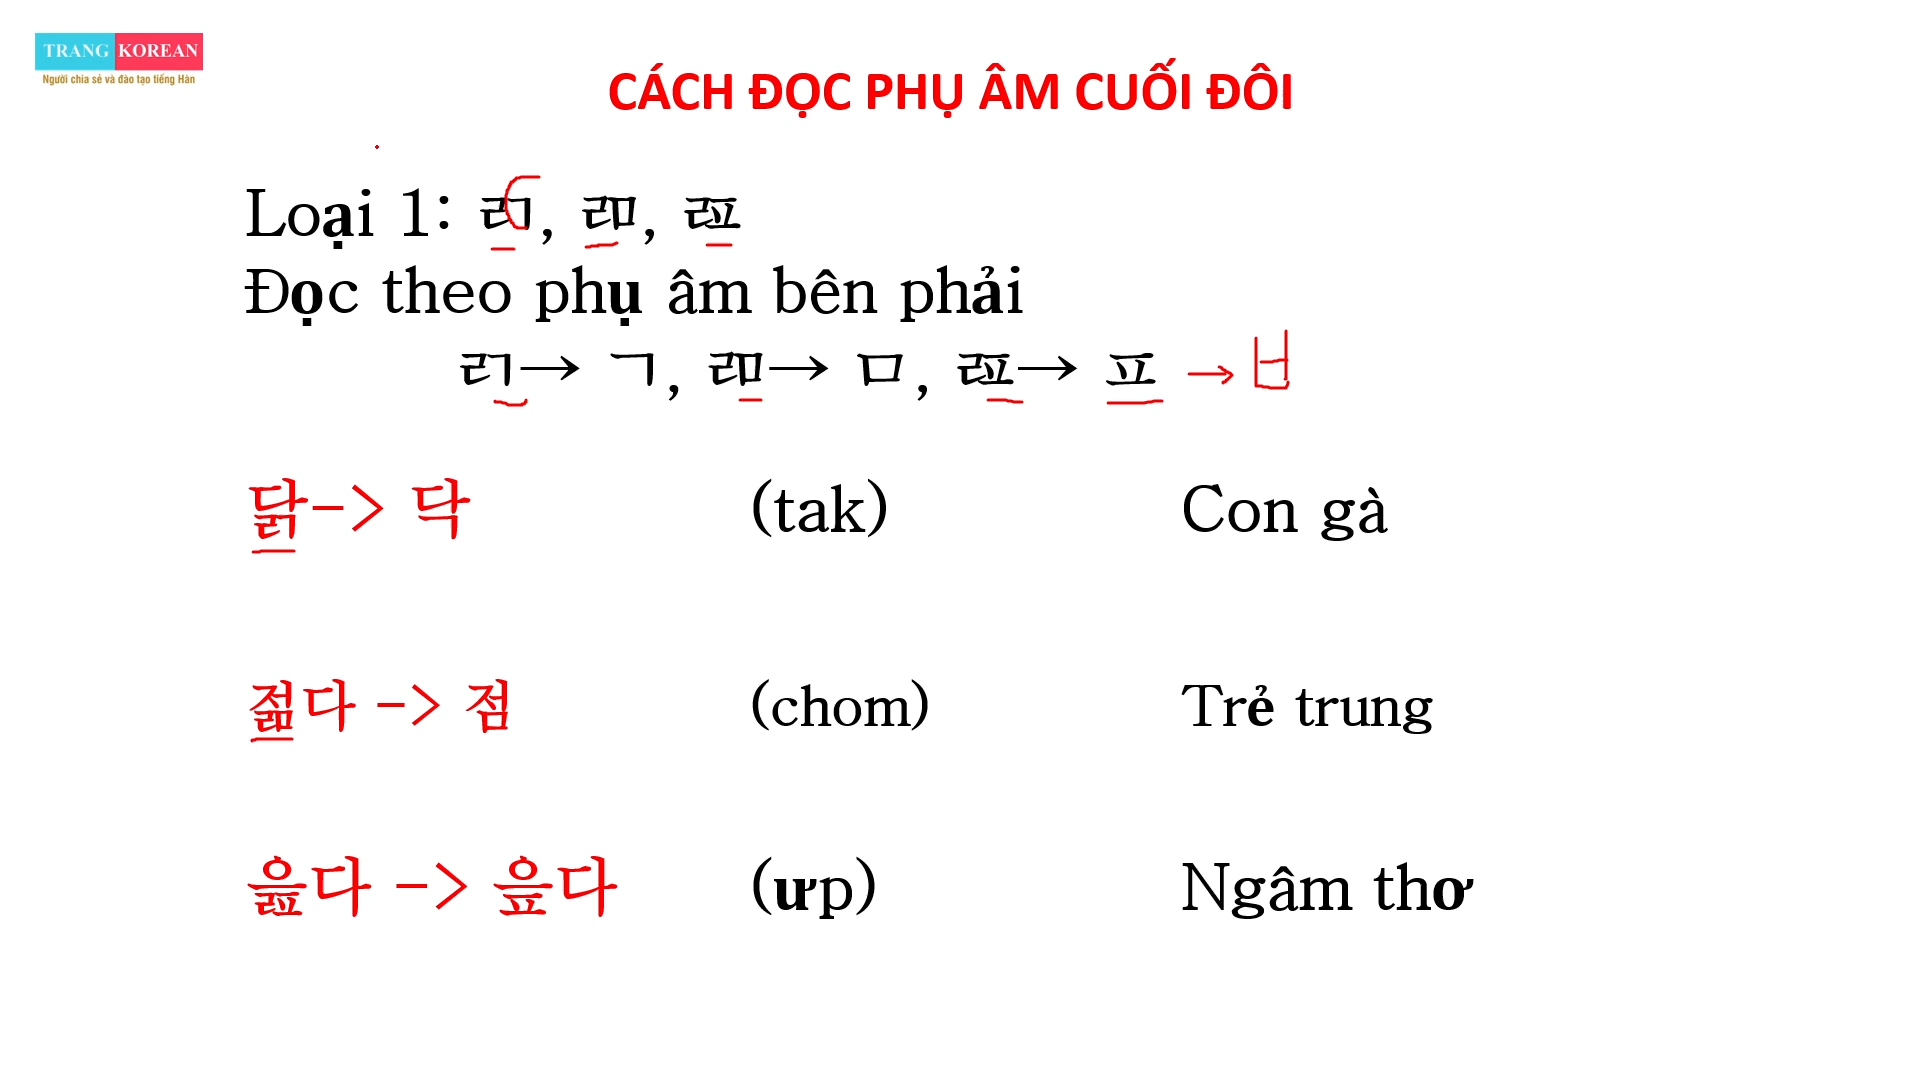 TRANG KOREAN
Người chia sẻ và đào tạo tiếng Hàn
CÁCH ĐỌC PHỤ ÂM CUỐI ĐÔI
Loại 1: ㄺ, ㄻ, ㄿ
Đọc theo phụ âm bên phải
ㄺ→ ㄱ, ㄻ→ ㅁ, ㄿ→ ㅍ → ㅂ
닭-> 닥 (tak) Con gà
젊다 -> 점 (chom) Trẻ trung
읊다 -> 읖다 (ưp) Ngâm thơ